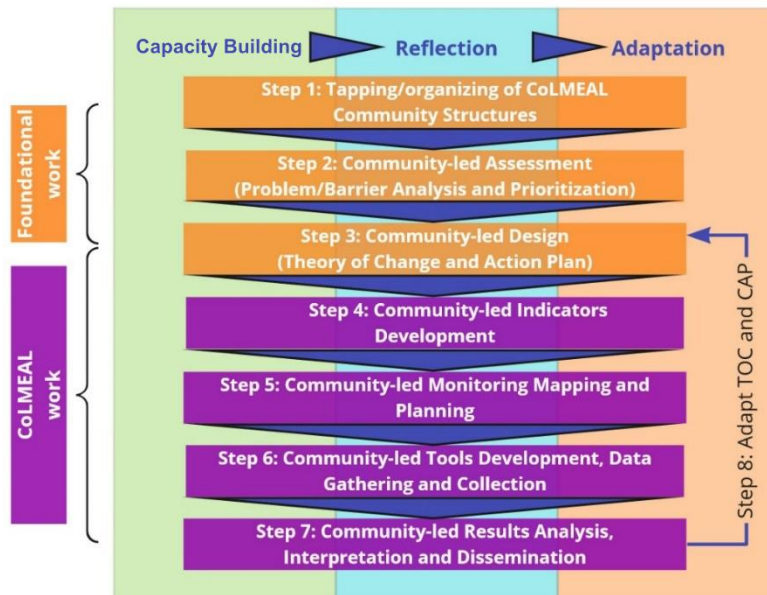 Capacity Building
Reflection
Adaptation
Foundational
work
CoLMEAL
work
Step 1: Tapping/organizing of CoLMEAL
Community Structures
Step 2: Community-led Assessment
(Problem/Barrier Analysis and Prioritization)
Step 3: Community-led Design
(Theory of Change and Action Plan)
Step 4: Community-led Indicators
Development
Step 5: Community-led Monitoring Mapping and
Planning
Step 6: Community-led Tools Development, Data
Gathering and Collection
Step 7: Community-led Results Analysis,
Interpretation and Dissemination
Step 8: Adapt TOC and CAP